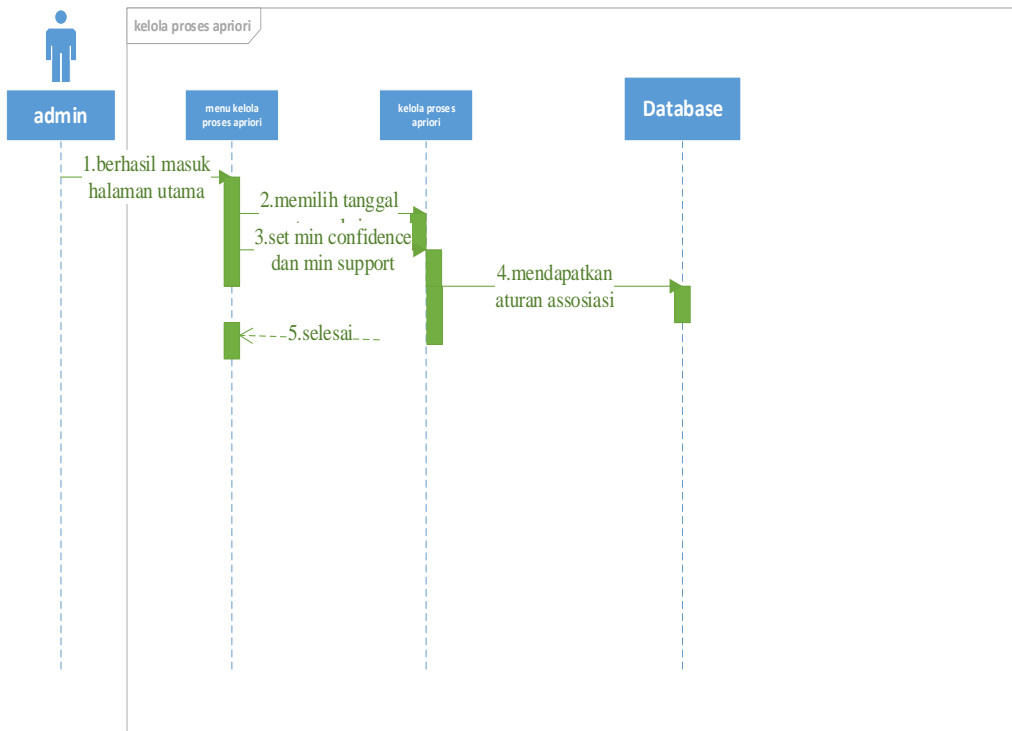 kelola proses apriori
admin
menu kelola
proses apriori
kelola proses
apriori
Database
1.berhasil masuk
halaman utama
2.memilih tanggal
3.set min confidence
dan min support
4.mendapatkan
aturan assosiasi
5.selesai